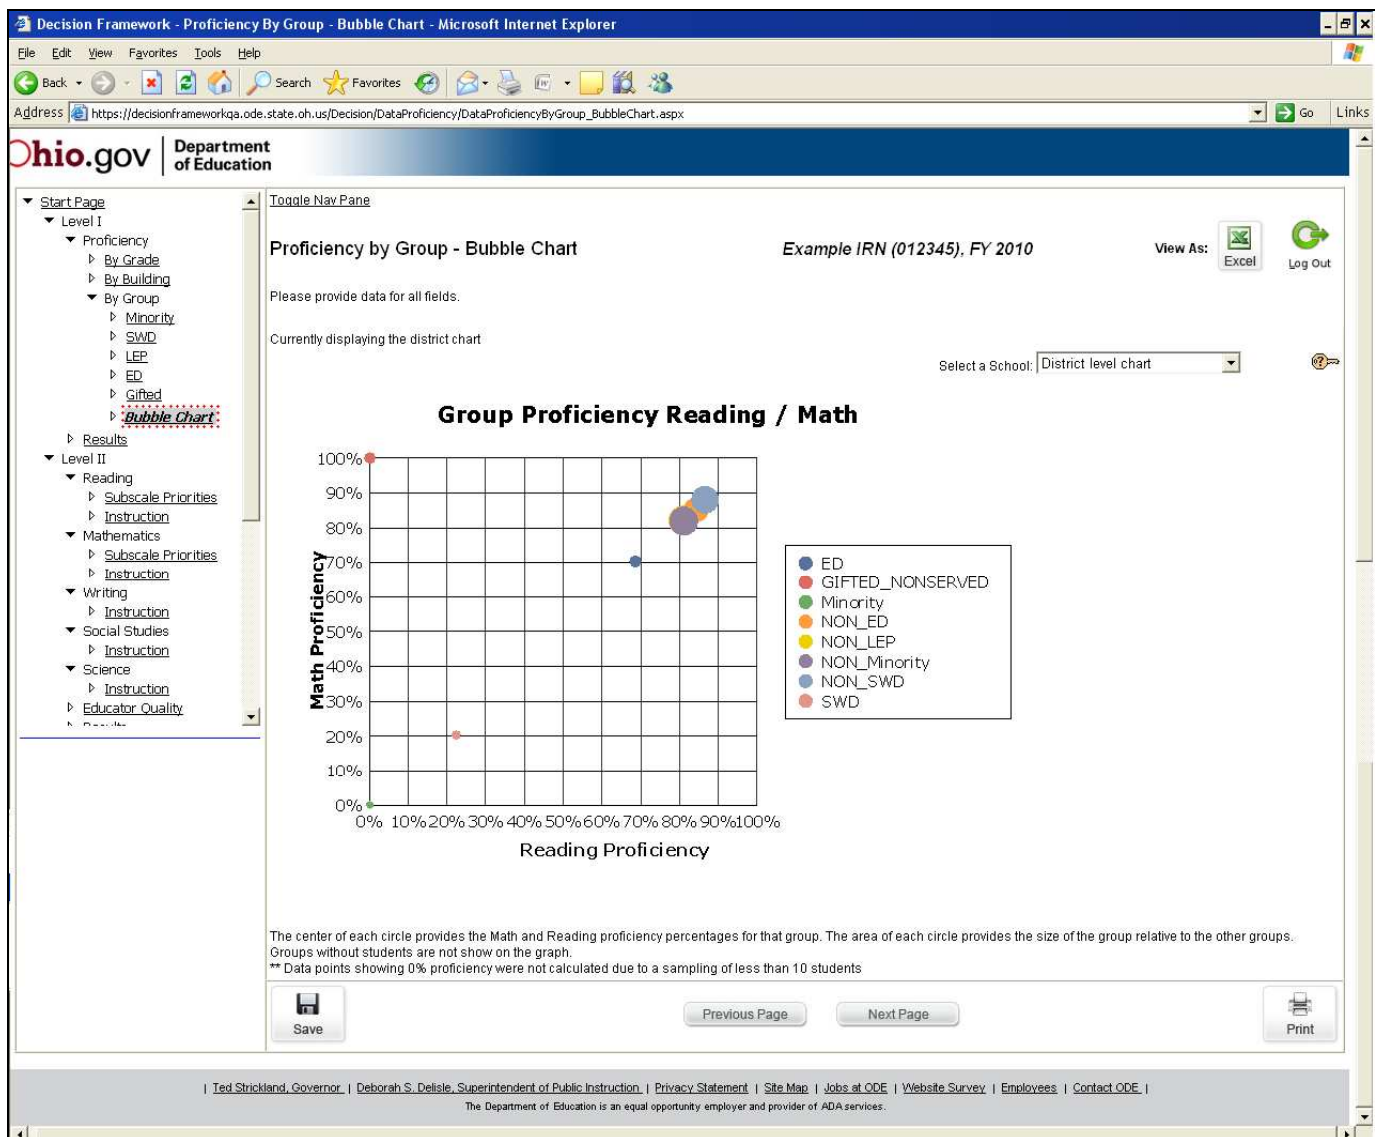 Decision Framework - Proficiency By Group - Bubble Chart - Microsoft Internet Explorer
File Edit View Favorites Tools Help
Back Search Favorites
Address https://decisionframeworkqa.ode.state.oh.us/Decision/DataProficiency/DataProficiencyByGroup_BubbleChart.aspx Go Links
Ohio.gov Department of Education
Start Page
Level I
Proficiency
By Grade
By Building
By Group
Minority
SWD
LEP
ED
Gifted
Bubble Chart
Results
Level II
Reading
Subscale Priorities
Instruction
Mathematics
Subscale Priorities
Instruction
Writing
Instruction
Social Studies
Instruction
Science
Instruction
Educator Quality
Toggle Nav Pane
Proficiency by Group - Bubble Chart Example IRN (012345), FY 2010 View As: Excel Log Out
Please provide data for all fields.
Currently displaying the district chart
Select a School: District level chart
Group Proficiency Reading / Math
Math Proficiency
100%
90%
80%
70%
60%
50%
40%
30%
20%
10%
0%
0% 10% 20% 30% 40% 50% 60% 70% 80% 90% 100%
Reading Proficiency
ED
GIFTED_NONSERVED
Minority
NON_ED
NON_LEP
NON_Minority
NON_SWD
SWD
The center of each circle provides the Math and Reading proficiency percentages for that group. The area of each circle provides the size of the group relative to the other groups.
Groups without students are not show on the graph.
** Data points showing 0% proficiency were not calculated due to a sampling of less than 10 students
Save Previous Page Next Page Print
| Ted Strickland, Governor | Deborah S. Delisle, Superintendent of Public Instruction | Privacy Statement | Site Map | Jobs at ODE | Website Survey | Employees | Contact ODE |
The Department of Education is an equal opportunity employer and provider of ADA services.